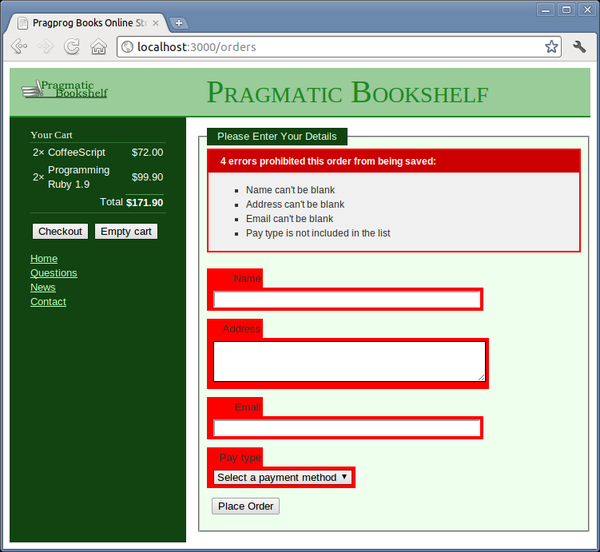 Pragprog Books Online St
localhost:3000/orders
Pragmatic
Bookshelf
PRAGMATIC BOOKSHELF
Your Cart
2× CoffeeScript $72.00
2× Programming Ruby 1.9 $99.90
Total $171.90
Checkout Empty cart
Home
Questions
News
Contact
Please Enter Your Details
4 errors prohibited this order from being saved:
Name can't be blank
Address can't be blank
Email can't be blank
Pay type is not included in the list
Name
Address
Email
Pay type
Select a payment method
Place Order